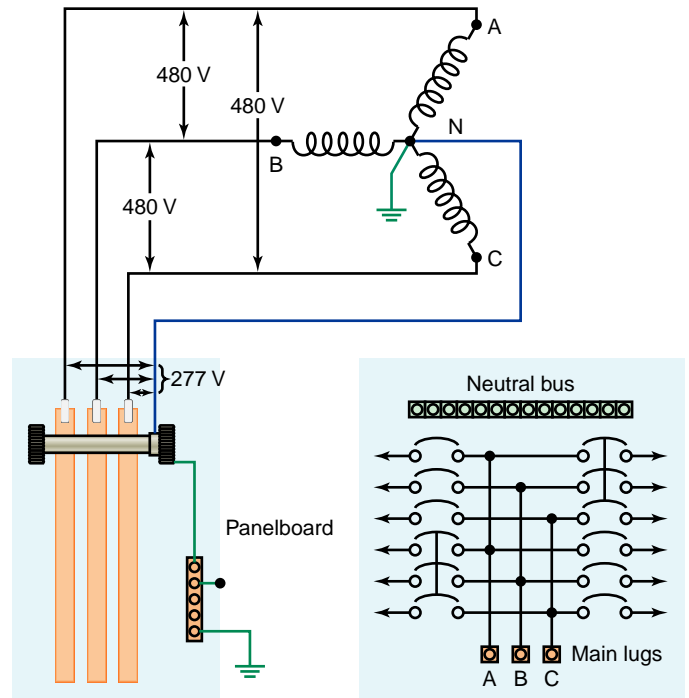 A
480 V
480 V
N
B
480 V
C
277 V
Neutral bus
Panelboard
Main lugs
A B C